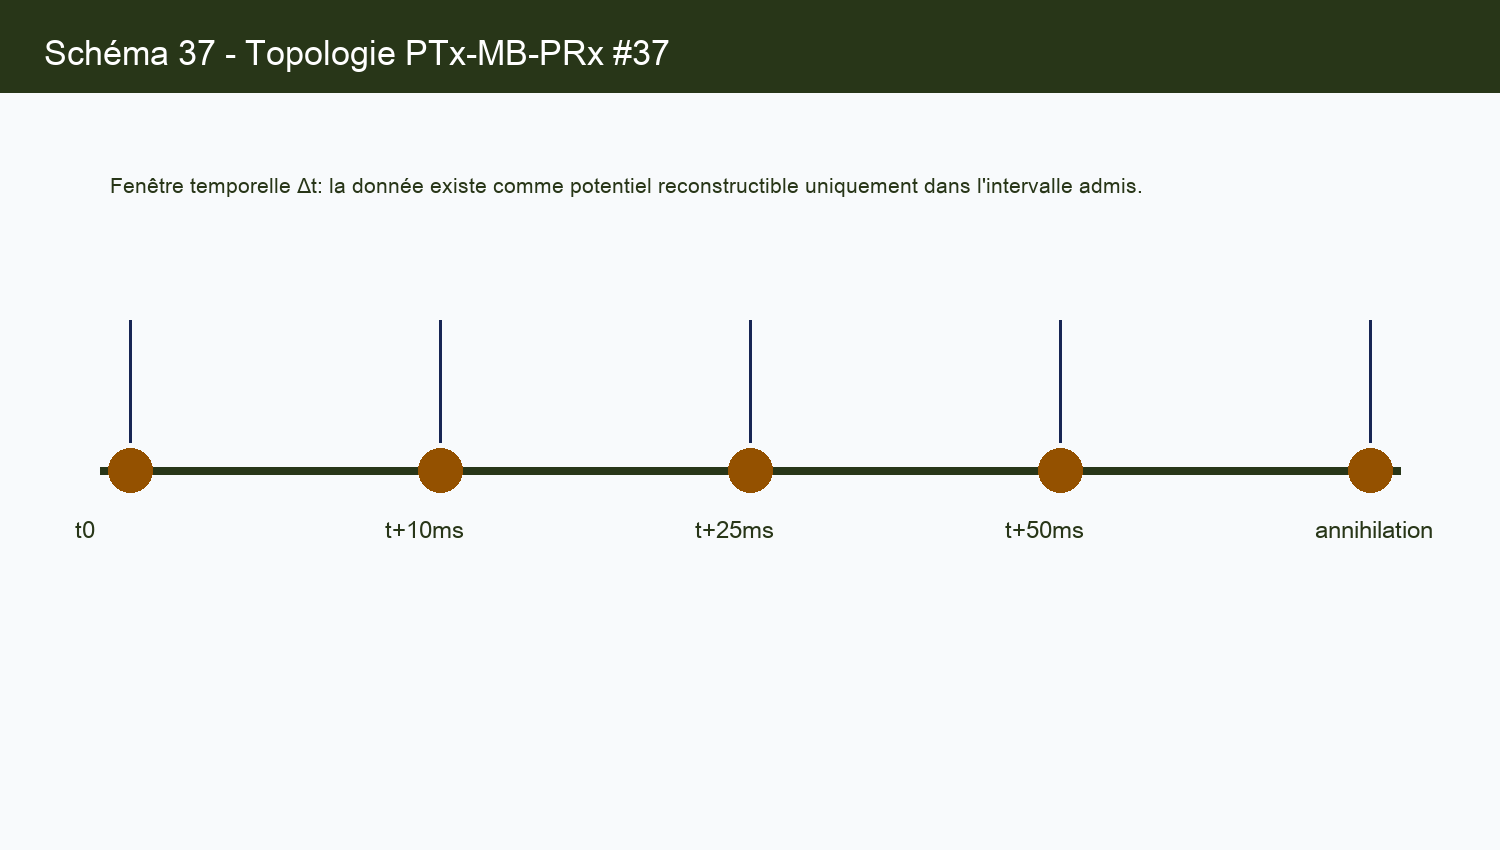 Schéma 37 - Topologie PTx-MB-PRx #37
Fenêtre temporelle Δt: la donnée existe comme potentiel reconstructible uniquement dans l'intervalle admis.
t0
t+10ms
t+25ms
t+50ms
annihilation